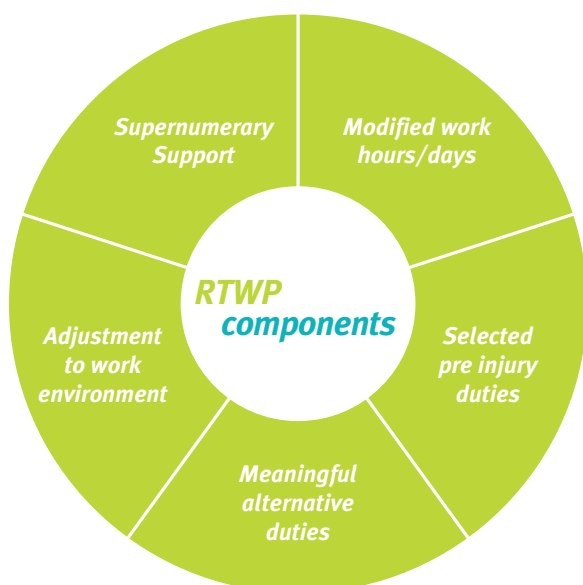 Supernumerary
Support
Modified work
hours/days
RTWP
components
Adjustment
to work
environment
Selected
pre injury
duties
Meaningful
alternative
duties